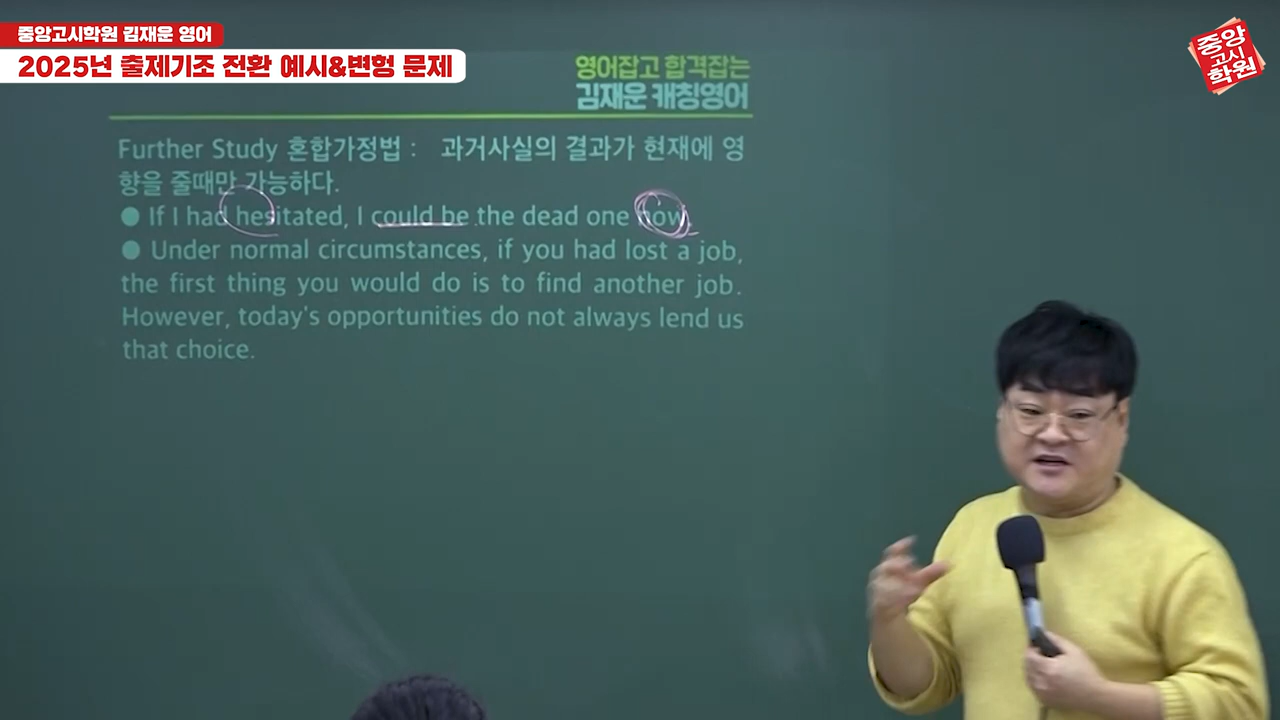 중앙고시학원 김재운 영어
2025년 출제기조 전환 예시&변형 문제
중앙
고시
학원
영어잡고 합격잡는
김재운 캐칭영어
Further Study 혼합가정법 : 과거사실의 결과가 현재에 영
향을 줄때만 가능하다.
● If I had hesitated, I could be the dead one now.
● Under normal circumstances, if you had lost a job,
the first thing you would do is to find another job.
However, today's opportunities do not always lend us
that choice.